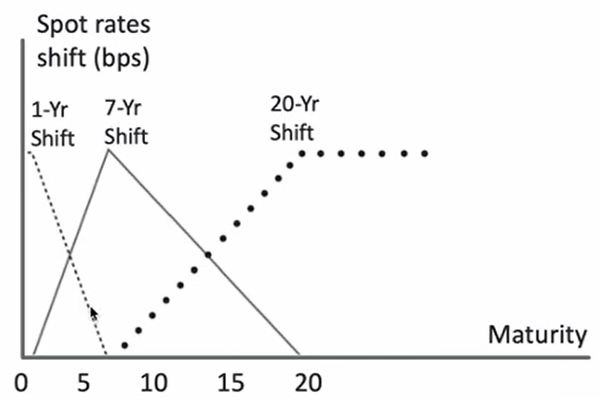 Spot rates
shift (bps)
1-Yr
Shift
7-Yr
Shift
20-Yr
Shift
Maturity
0 5 10 15 20